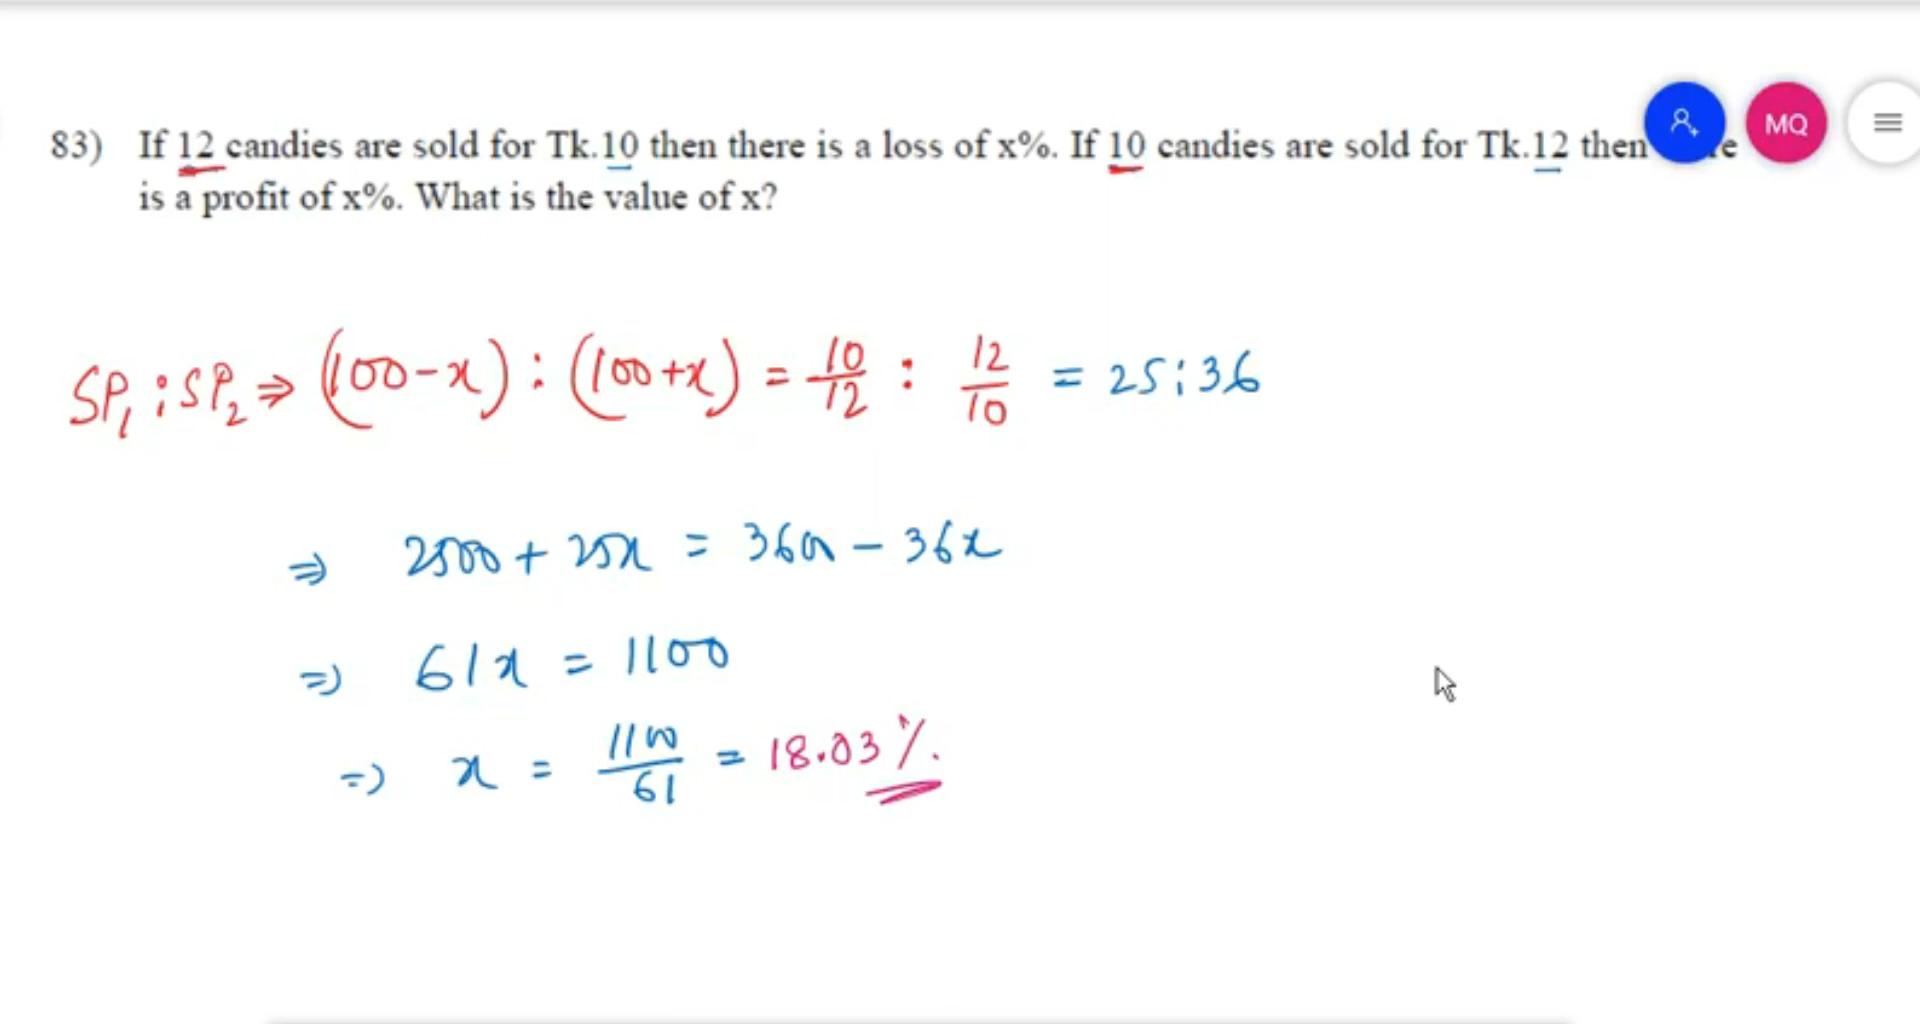 83) If 12 candies are sold for Tk.10 then there is a loss of x%. If 10 candies are sold for Tk.12 then
is a profit of x%. What is the value of x?
MQ
SP₁ : SP₂ ⇒ (100-x) : (100+x) = 10/12 : 12/10 = 25:36
⇒ 2500 + 25x = 3600 - 36x
⇒ 61x = 1100
⇒ x = 1100/61 = 18.03%.